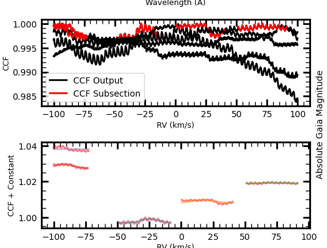 Wavelength (A)
1.000
0.995
0.990
0.985
CCF
CCF Output
CCF Subsection
−100 −75 −50 −25 0 25 50 75 100
RV (km/s)
Absolute Gaia Magnitude
1.04
1.02
1.00
CCF + Constant
−100 −75 −50 −25 0 25 50 75 100
RV (km/s)